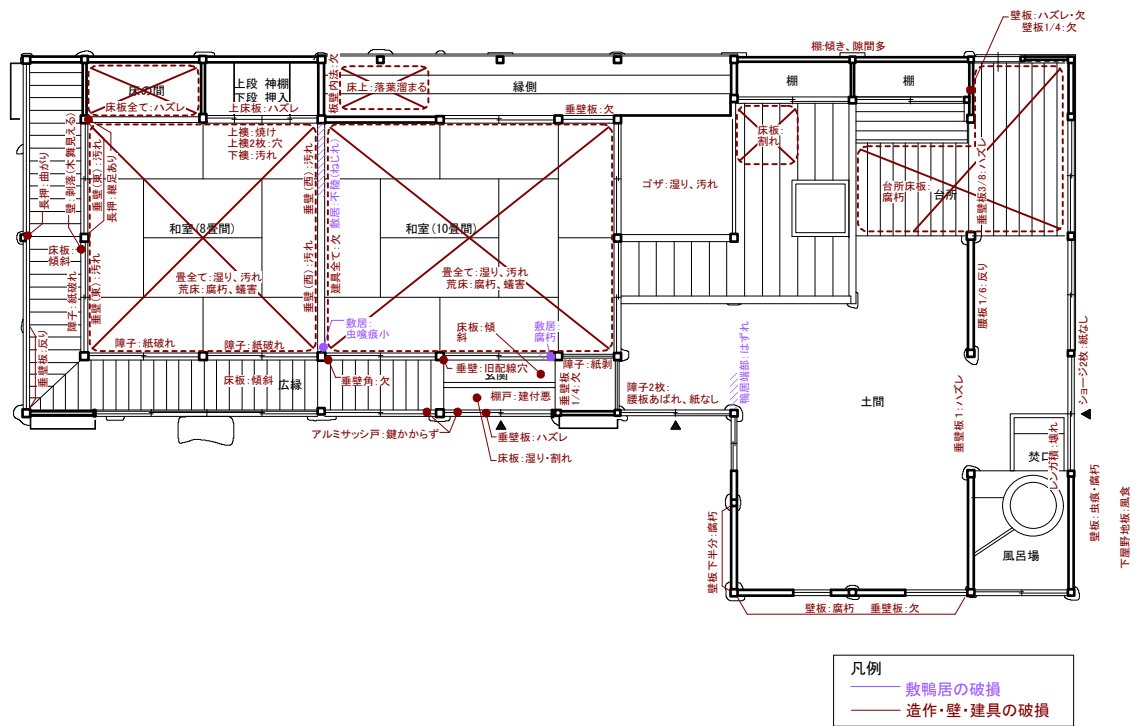 壁板:ハズレ・欠
壁板1/4:欠
棚:傾き、隙間多
床の間
床板全て:ハズレ
上段 神棚
下段 押入
上床板:ハズレ
上襖:焼け
上襖2枚:穴
下襖:汚れ
板壁内法:欠
床上:落葉溜まる
縁側
垂壁板:欠
棚
棚
床板:
割れ
ゴザ:湿り、汚れ
台所床板:
腐朽
台所
垂壁板3/8:ハズレ
長押:曲がり
壁:剥落(木舞見える)
垂壁(東):汚れ
長押:継足あり
垂壁(西):汚れ
敷居:不陸(ねじれ)
和室(8畳間)
和室(10畳間)
床板:
傾斜
障子:紙破れ
垂壁(東):汚れ
畳全て:湿り、汚れ
荒床:腐朽、蟻害
垂壁(西):汚れ
建具全て:欠
畳全て:湿り、汚れ
荒床:腐朽、蟻害
腰板1/6:反り
垂壁板:反り
障子:紙破れ
障子:紙破れ
敷居:
虫喰痕小
床板:傾
斜
敷居:
腐朽
障子:紙剥
鴨居端部:はずれ
ショージ2枚:紙なし
床板:傾斜
広縁
垂壁角:欠
垂壁:旧配線穴
玄関
棚戸:建付悪
垂壁板
1/4:欠
障子2枚:
腰板あばれ、紙なし
土間
垂壁板1:ハズレ
アルミサッシ戸:鍵かからず
垂壁板:ハズレ
床板:湿り・割れ
焚口
レンガ積:壊れ
壁板:虫痕・腐朽
下屋野地板:風食
壁板下半分:腐朽
風呂場
壁板:腐朽 垂壁板:欠
凡例
敷鴨居の破損
造作・壁・建具の破損